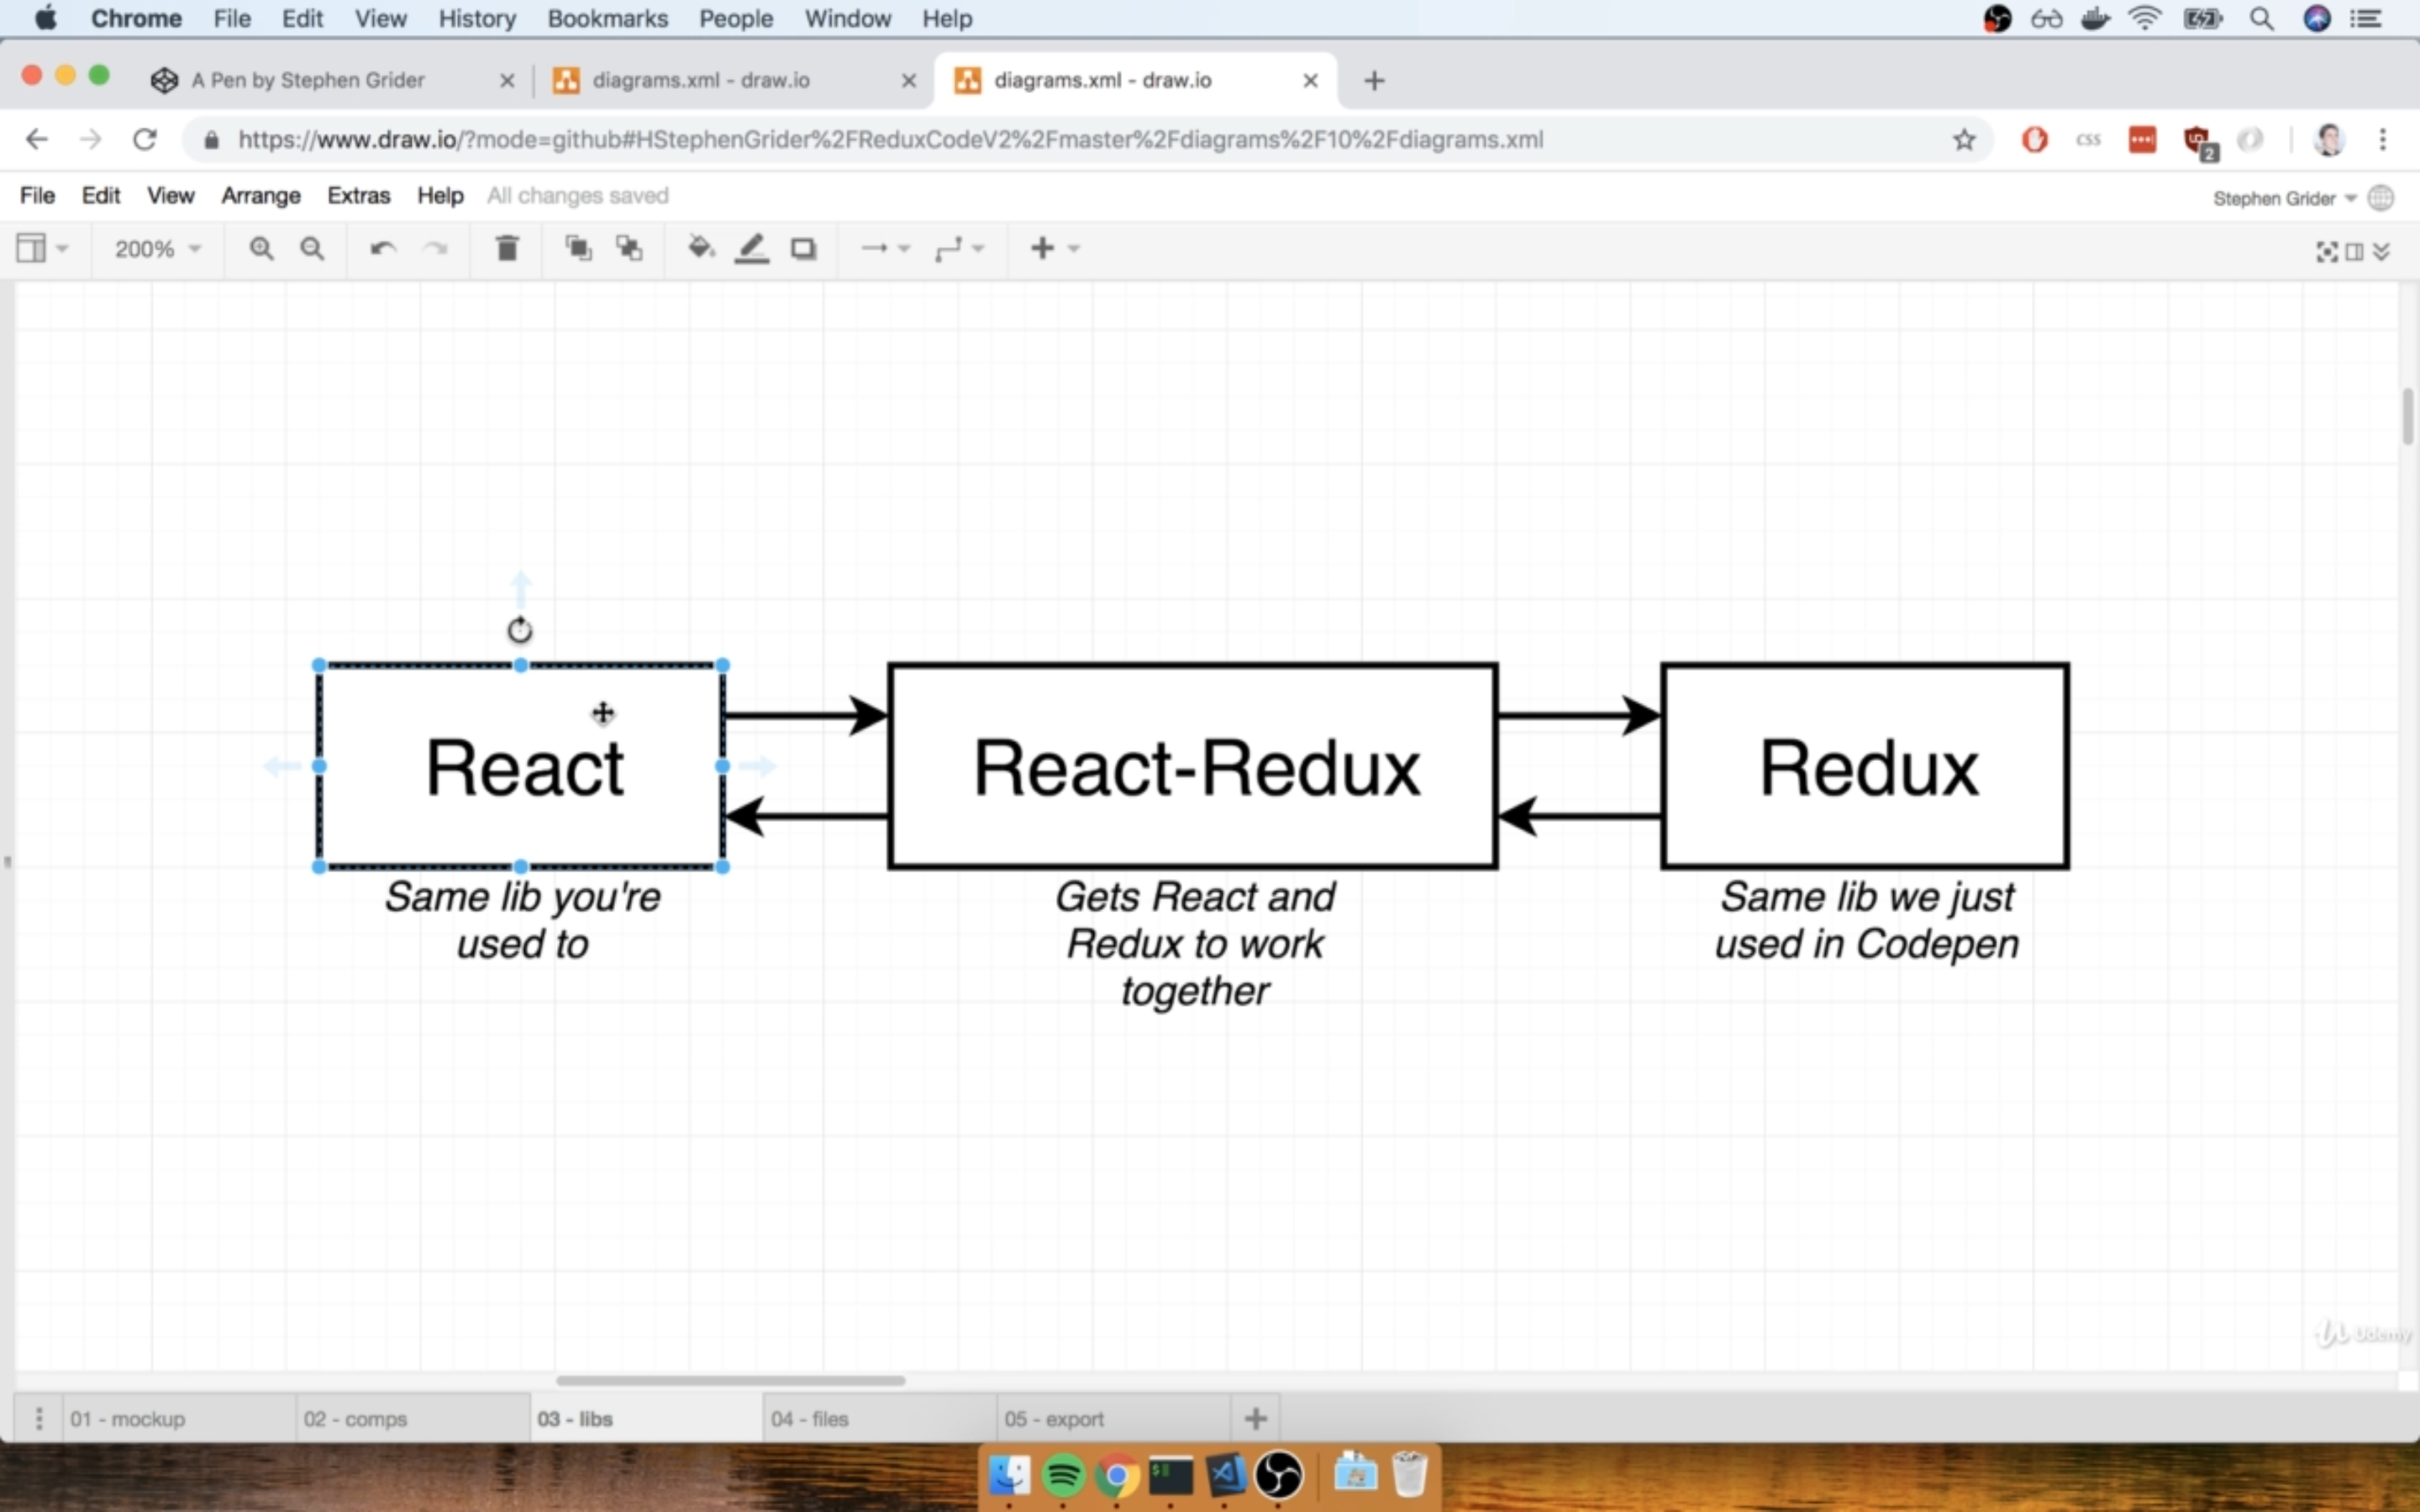 Chrome File Edit View History Bookmarks People Window Help
A Pen by Stephen Grider
diagrams.xml - draw.io
diagrams.xml - draw.io
https://www.draw.io/?mode=github#HStephenGrider%2FReduxCodeV2%2Fmaster%2Fdiagrams%2F10%2Fdiagrams.xml
css
2
File Edit View Arrange Extras Help All changes saved
Stephen Grider
200%
React
React-Redux
Redux
Same lib you're
used to
Gets React and
Redux to work
together
Same lib we just
used in Codepen
Udemy
01 - mockup
02 - comps
03 - libs
04 - files
05 - export